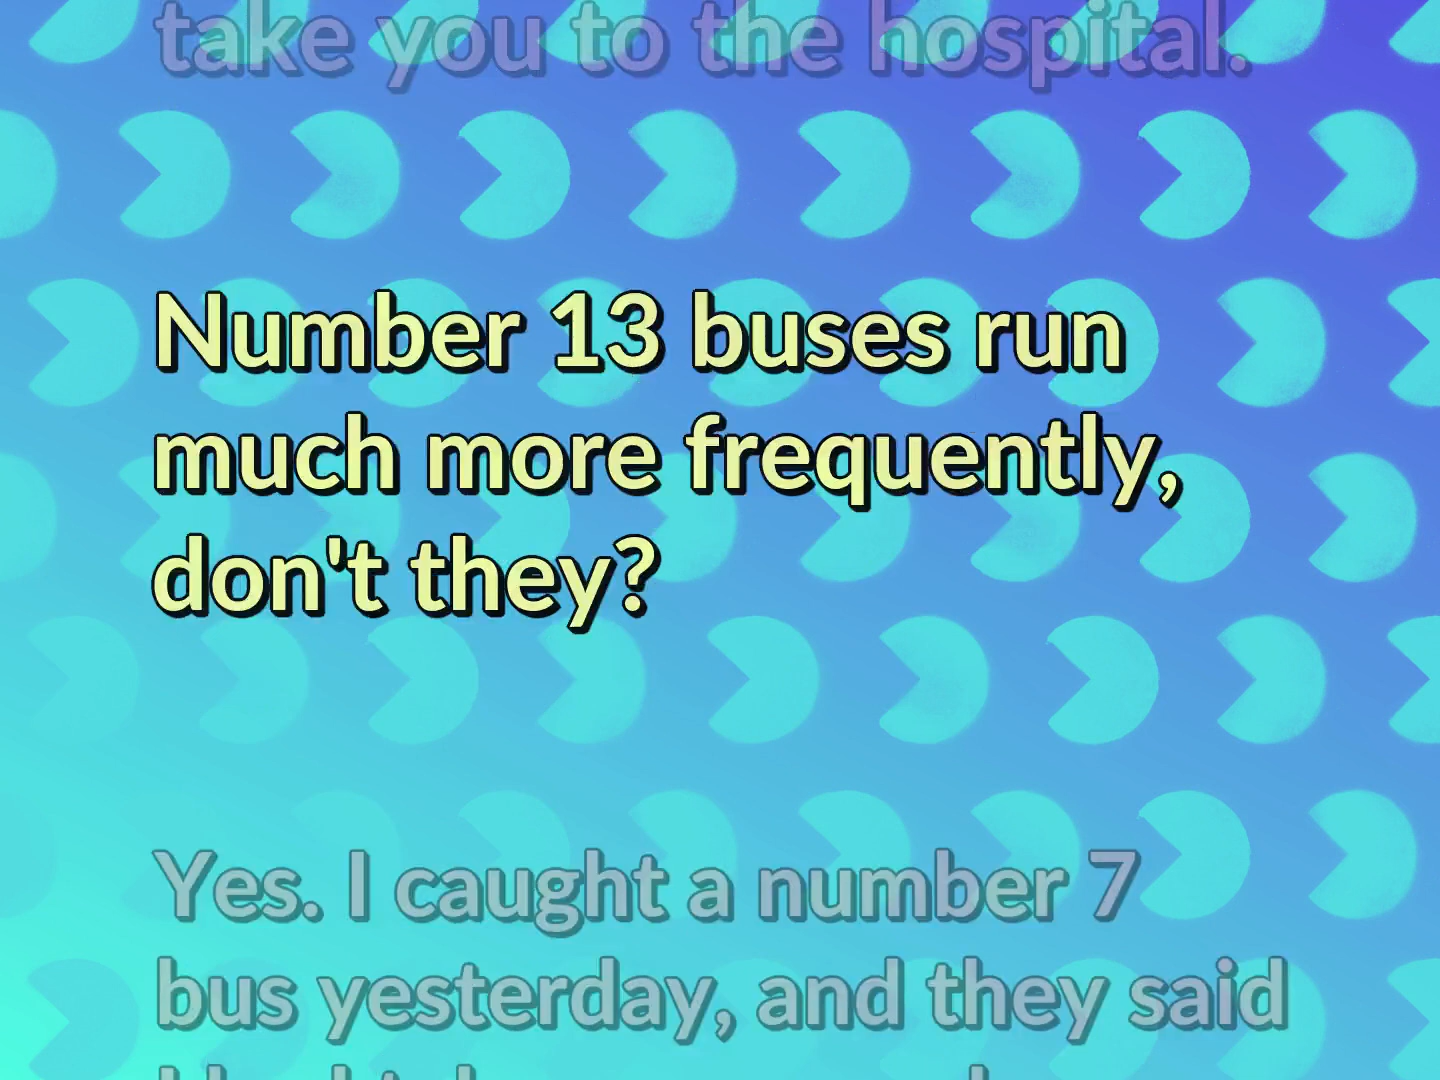 take you to the hospital.
Number 13 buses run
much more frequently,
don't they?
Yes. I caught a number 7
bus yesterday, and they said